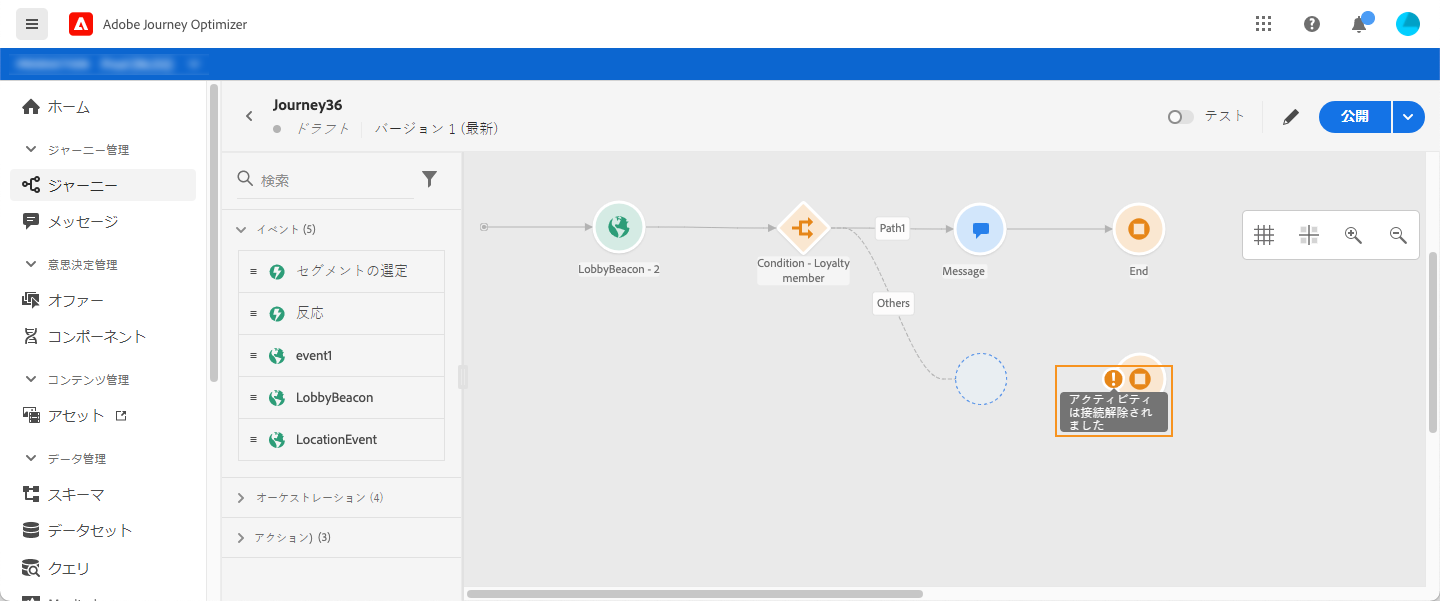 Adobe Journey Optimizer
ホーム
ジャーニー管理
ジャーニー
メッセージ
意思決定管理
オファー
コンポーネント
コンテンツ管理
アセット
データ管理
スキーマ
データセット
クエリ
Journey36
ドラフト バージョン 1 (最新)
テスト
公開
検索
イベント (5)
セグメントの選定
反応
event1
LobbyBeacon
LocationEvent
オーケストレーション (4)
アクション) (3)
LobbyBeacon - 2
Condition - Loyalty
member
Path1
Others
Message
End
アクティビティ
は接続解除され
ました